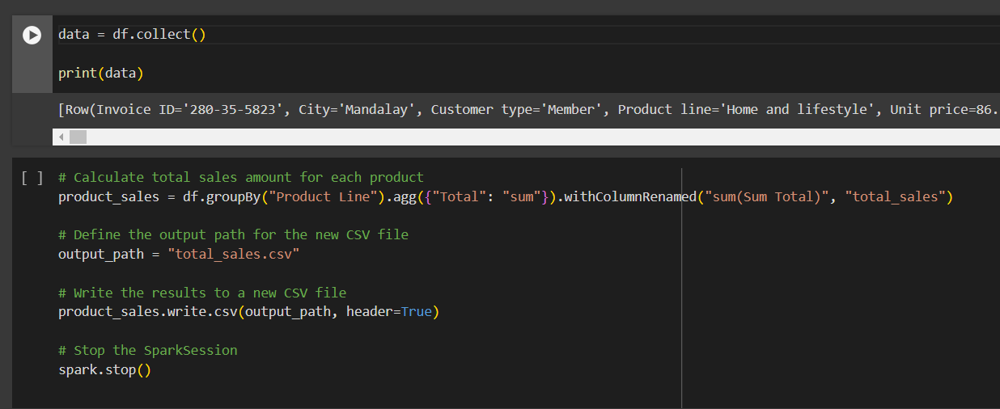 data = df.collect()
print(data)
[Row(Invoice ID='280-35-5823', City='Mandalay', Customer type='Member', Product line='Home and lifestyle', Unit price=86.
[ ]
# Calculate total sales amount for each product
product_sales = df.groupBy("Product Line").agg({"Total": "sum"}).withColumnRenamed("sum(Sum Total)", "total_sales")
# Define the output path for the new CSV file
output_path = "total_sales.csv"
# Write the results to a new CSV file
product_sales.write.csv(output_path, header=True)
# Stop the SparkSession
spark.stop()